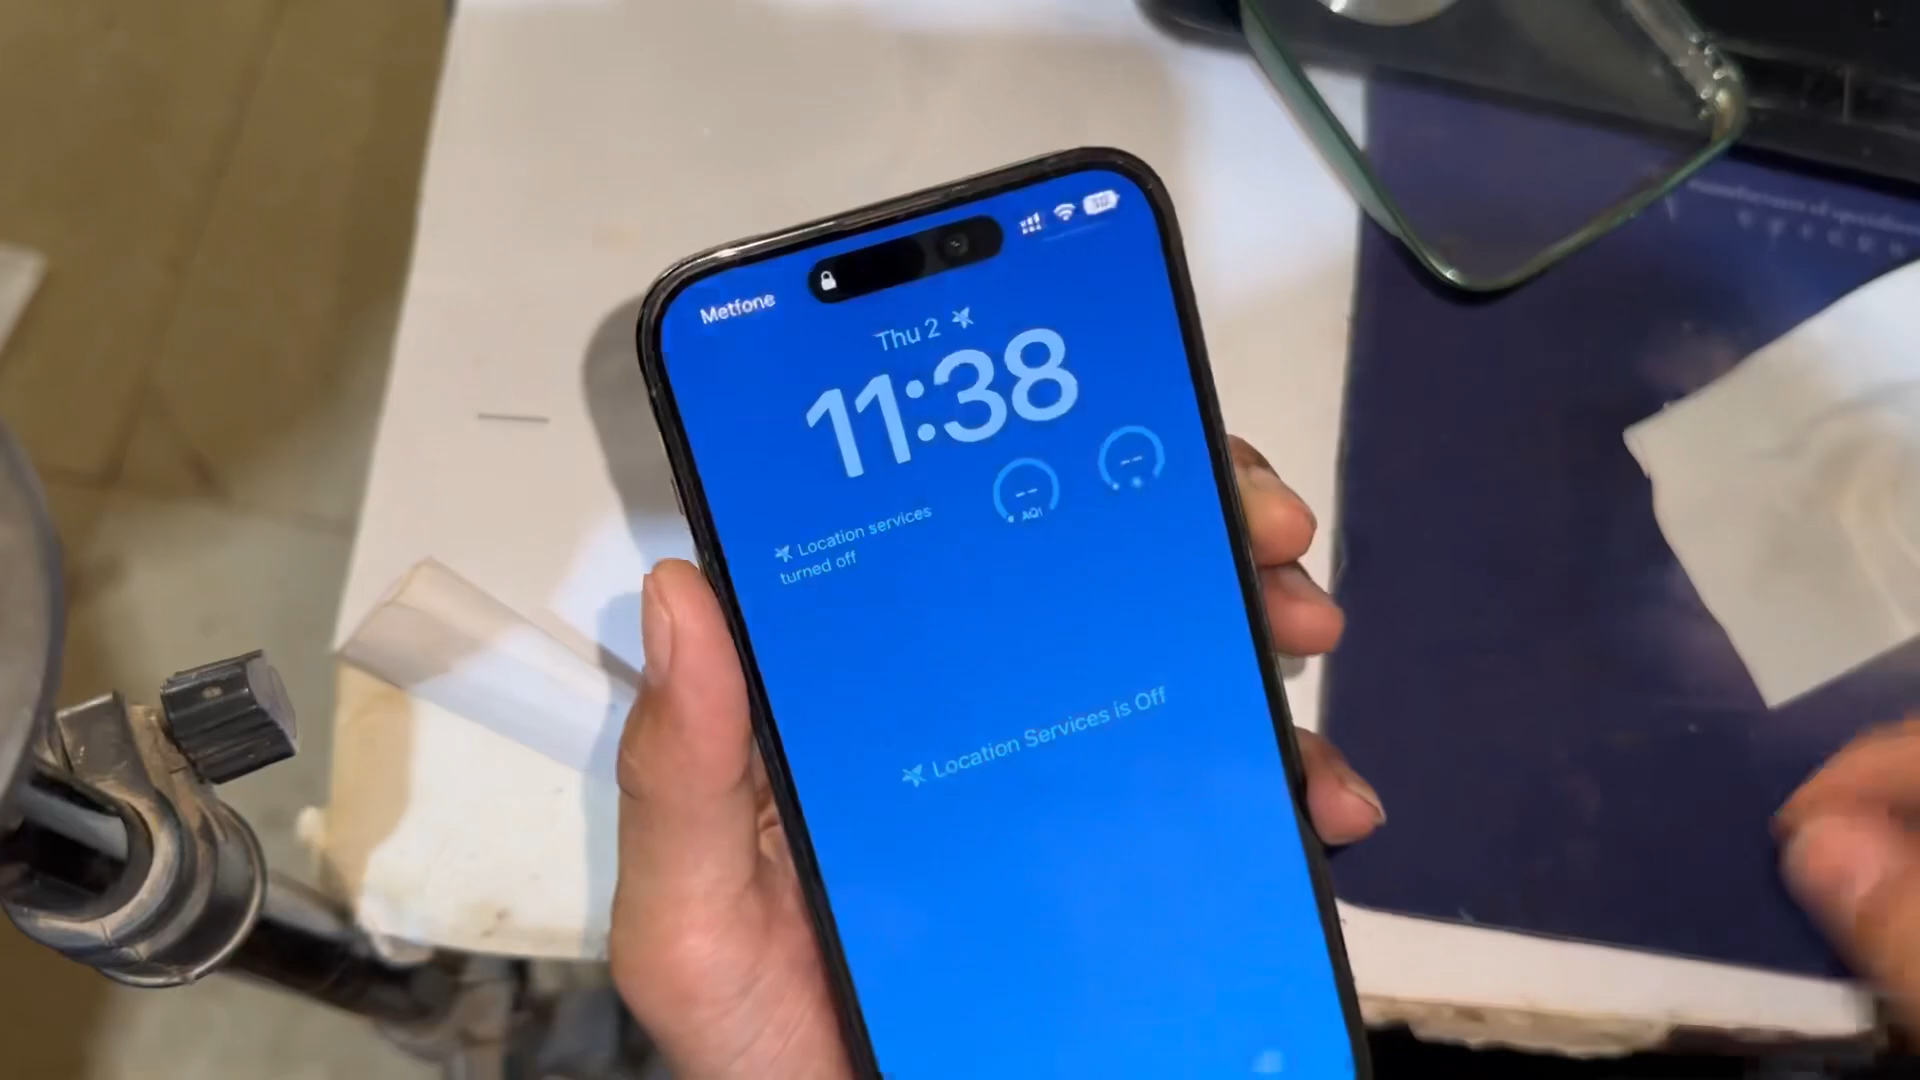 Metfone
Thu 2
11:38
-- AQI
--
Location services
turned off
Location Services is Off